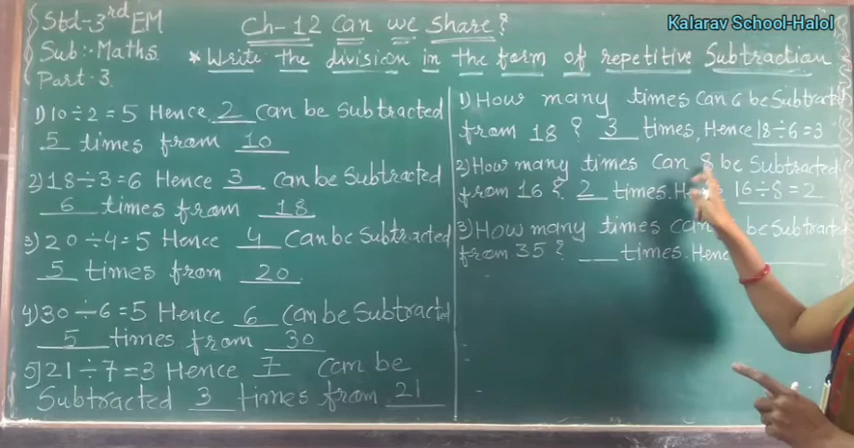 Kalarav School-Halol
Std-3rd EM
Sub:-Maths
Part-3
Ch-12 Can we Share?
* Write the division in the form of repetitive Subtraction
1) 10÷2=5 Hence 2 can be Subtracted
5 times from 10
2) 18÷3=6 Hence 3 can be Subtracted
6 times from 18
3) 20÷4=5 Hence 4 Can be Subtracted
5 times from 20
4) 30÷6=5 Hence 6 can be Subtracted
5 times from 30
5) 21÷7=3 Hence 7 can be
Subtracted 3 times from 21
1) How many times can 6 be Subtracted
from 18? 3 times, Hence 18÷6=3
2) How many times can 8 be Subtracted
from 16? 2 times. 16÷8=2
3) How many times can be Subtracted
from 35? __ times. Hence ____